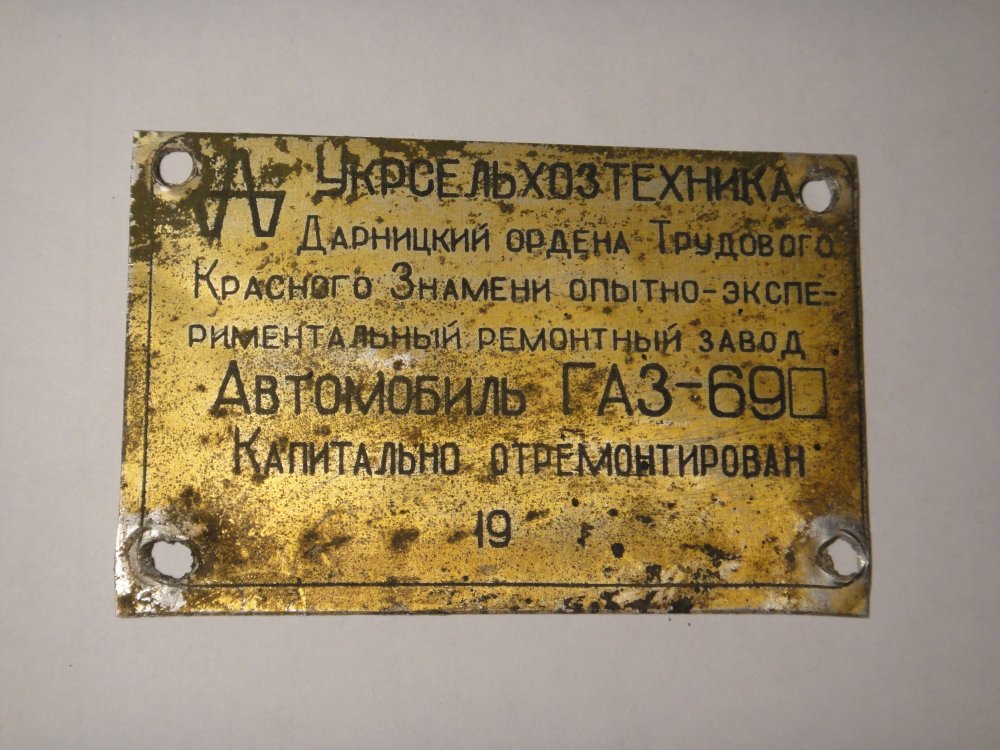 Укрсельхозтехника
Дарницкий ордена Трудового
Красного Знамени опытно-экспе-
риментальный ремонтный завод
Автомобиль ГАЗ-69□
Капитально отремонтирован
19